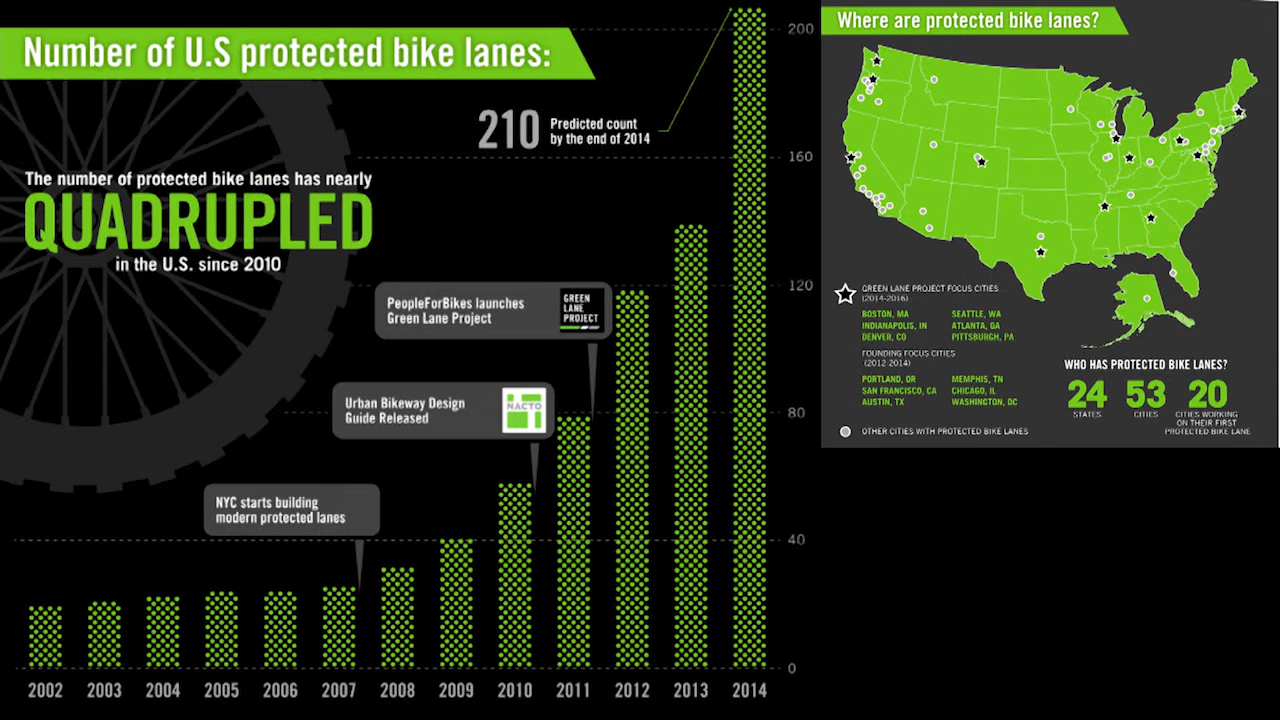 Number of U.S protected bike lanes:
210 Predicted count
by the end of 2014
The number of protected bike lanes has nearly
QUADRUPLED
in the U.S. since 2010
PeopleForBikes launches
Green Lane Project
GREEN
LANE
PROJECT
Urban Bikeway Design
Guide Released
NACTO
NYC starts building
modern protected lanes
200
160
120
80
40
0
2002 2003 2004 2005 2006 2007 2008 2009 2010 2011 2012 2013 2014
Where are protected bike lanes?
GREEN LANE PROJECT FOCUS CITIES
(2014-2016)
BOSTON, MA SEATTLE, WA
INDIANAPOLIS, IN ATLANTA, GA
DENVER, CO PITTSBURGH, PA
FOUNDING FOCUS CITIES
(2012-2014)
PORTLAND, OR MEMPHIS, TN
SAN FRANCISCO, CA CHICAGO, IL
AUSTIN, TX WASHINGTON, DC
OTHER CITIES WITH PROTECTED BIKE LANES
WHO HAS PROTECTED BIKE LANES?
24 53 20
STATES CITIES CITIES WORKING
ON THEIR FIRST
PROTECTED BIKE LANE